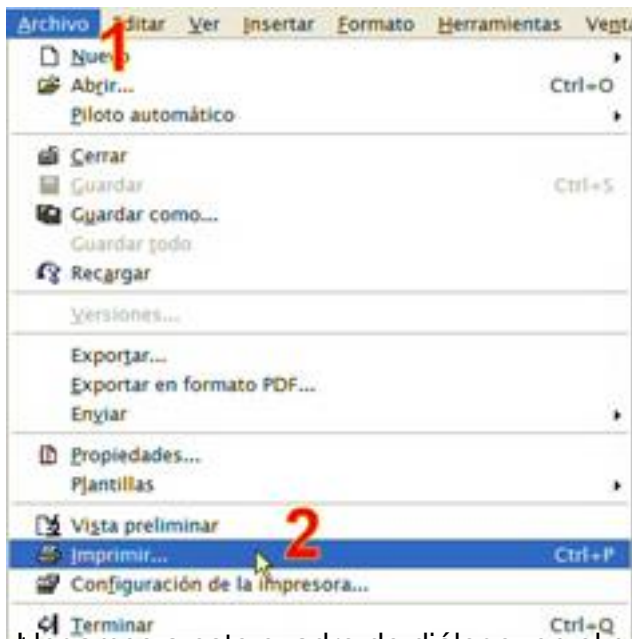 Archivo Editar Ver Insertar Formato Herramientas
1
Nuevo
Abrir... Ctrl+O
Piloto automático
Cerrar
Guardar Ctrl+S
Guardar como...
Guardar todo
Recargar
Versiones...
Exportar...
Exportar en formato PDF...
Enviar
Propiedades...
Plantillas
Vista preliminar
2
Imprimir... Ctrl+P
Configuración de la impresora...
Terminar Ctrl+Q